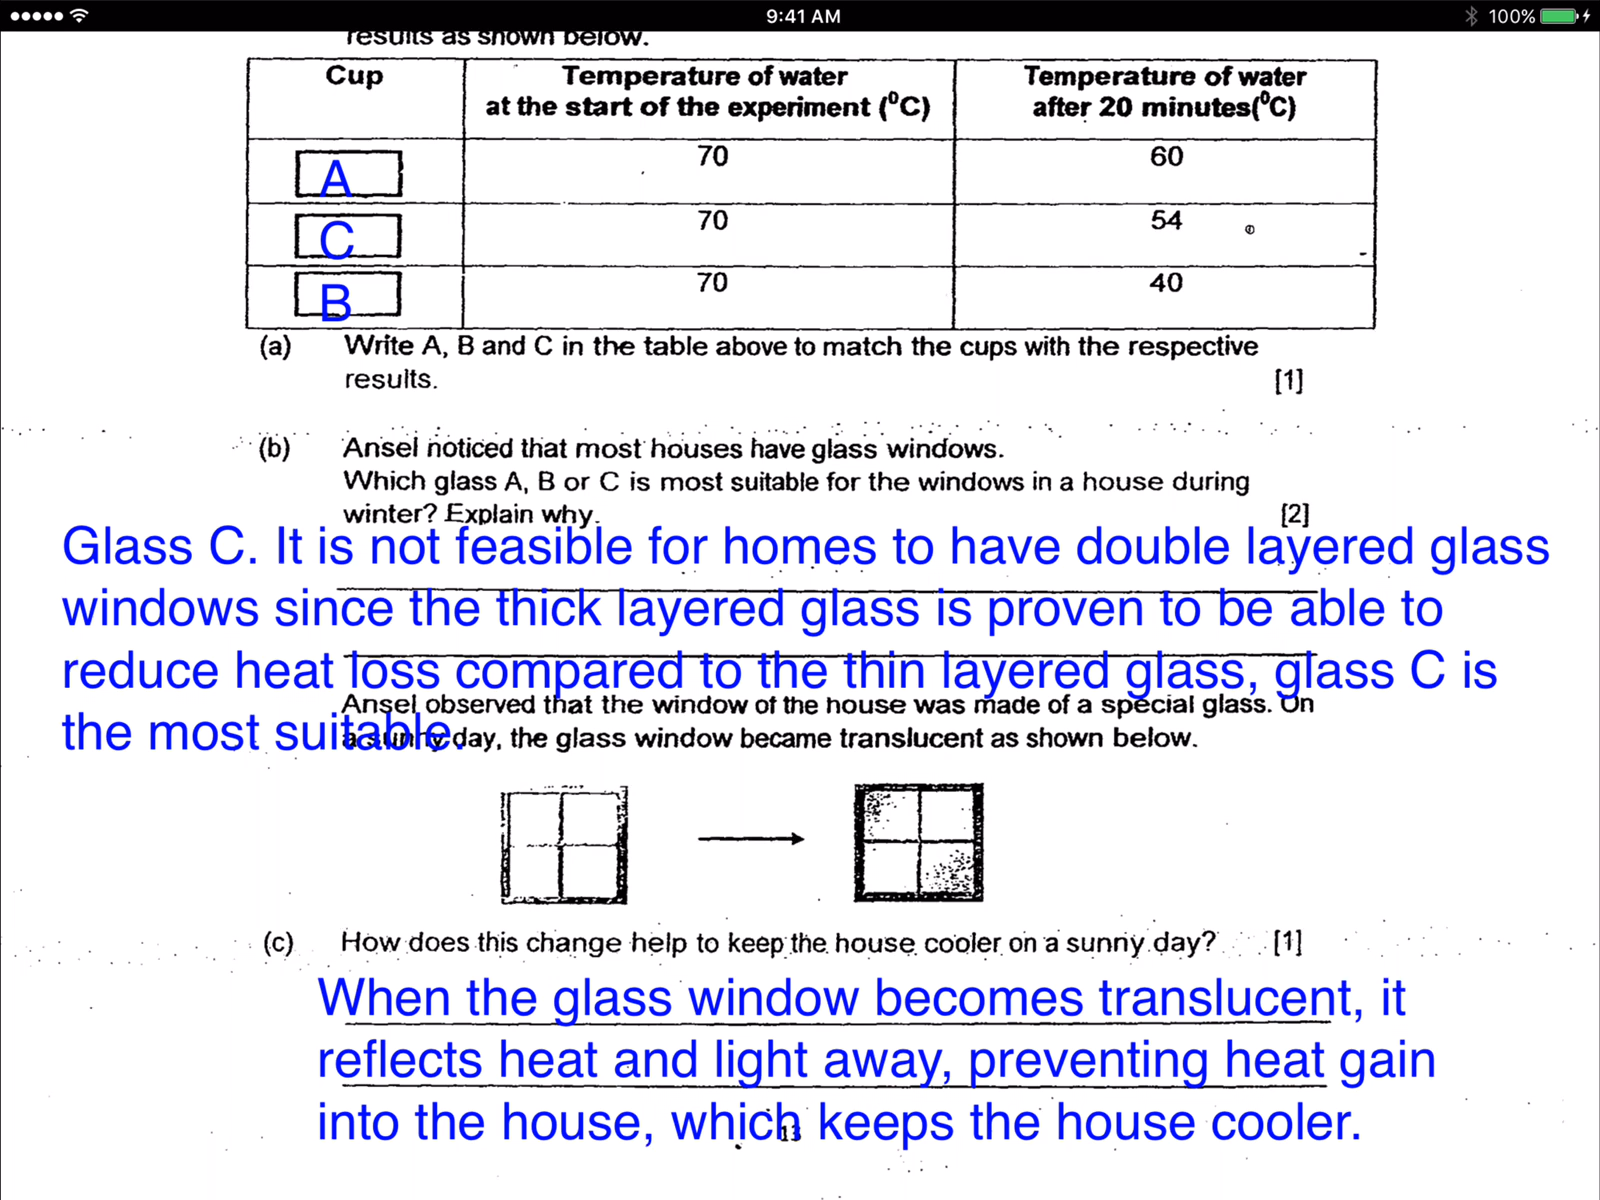 9:41 AM
100%
results as shown below.
Cup
Temperature of water
at the start of the experiment (⁰C)
Temperature of water
after 20 minutes(⁰C)
A
70
60
C
70
54
B
70
40
(a) Write A, B and C in the table above to match the cups with the respective
results. [1]
(b) Ansel noticed that most houses have glass windows.
Which glass A, B or C is most suitable for the windows in a house during
winter? Explain why. [2]
Glass C. It is not feasible for homes to have double layered glass
windows since the thick layered glass is proven to be able to
reduce heat loss compared to the thin layered glass, glass C is
the most suitable.
Ansel observed that the window of the house was made of a special glass. On
a sunny day, the glass window became translucent as shown below.
(c) How does this change help to keep the house cooler on a sunny day? [1]
When the glass window becomes translucent, it
reflects heat and light away, preventing heat gain
into the house, which keeps the house cooler.
13